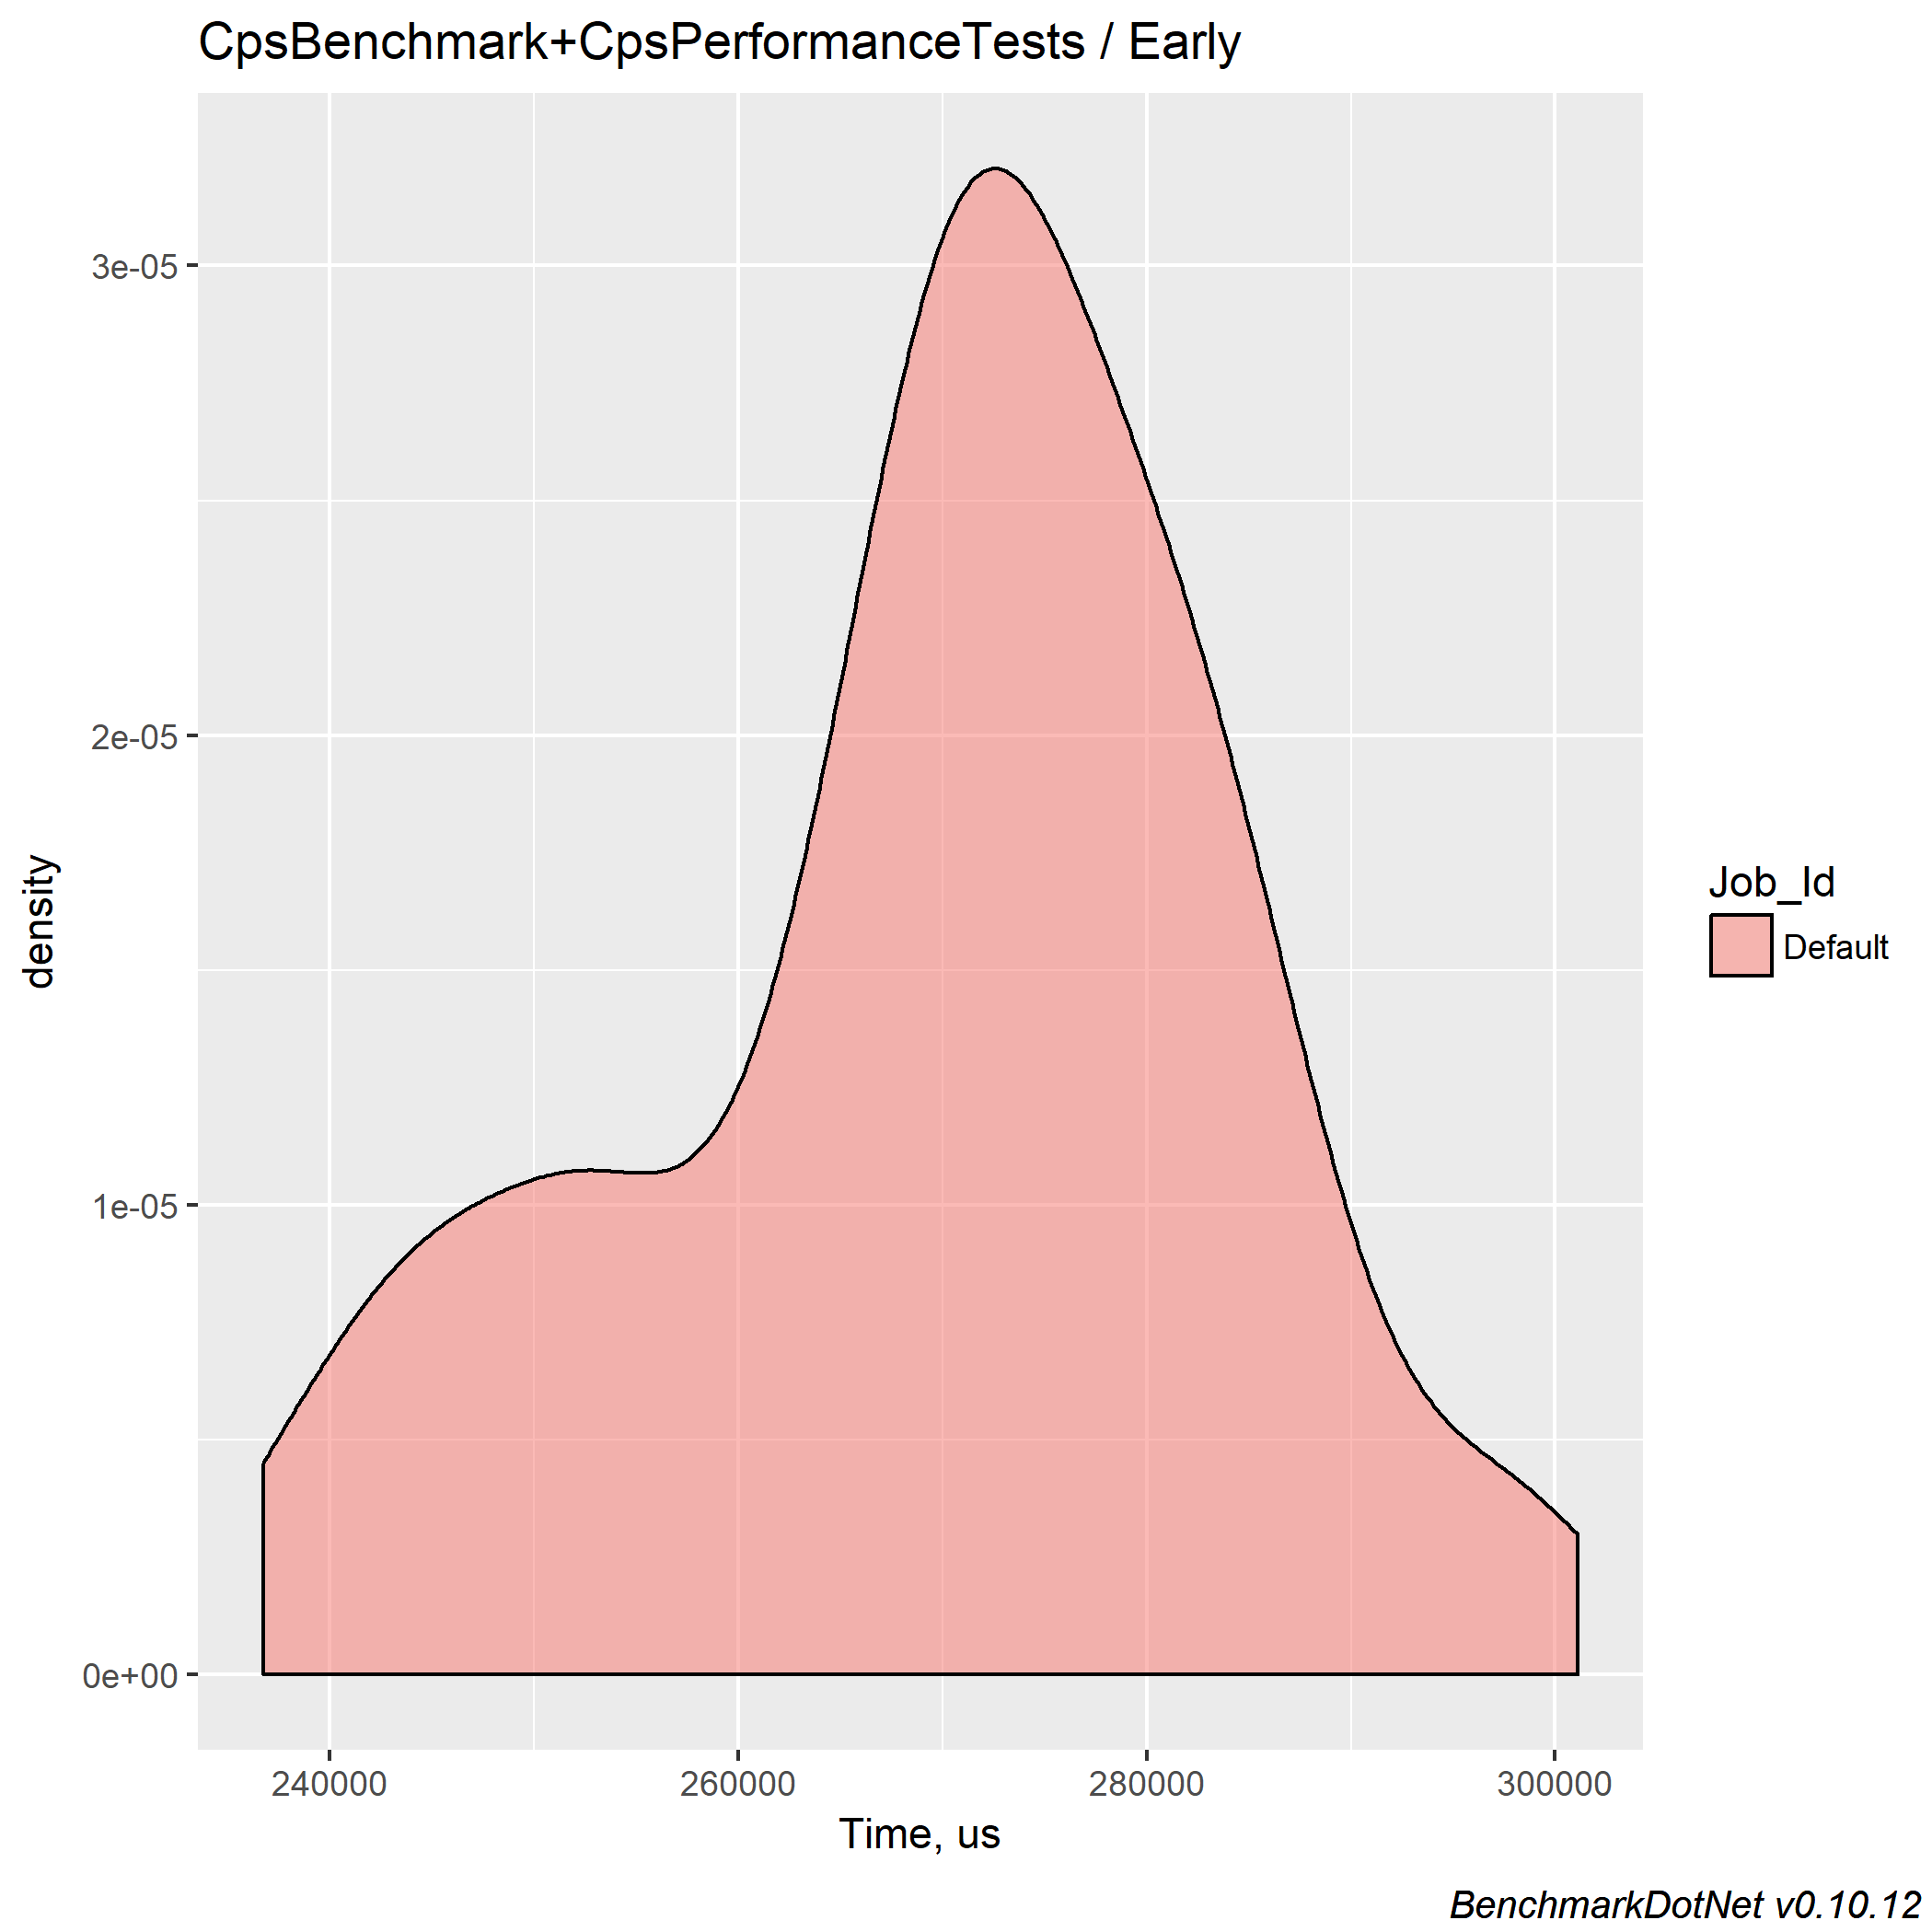 CpsBenchmark+CpsPerformanceTests / Early
3e-05
2e-05
1e-05
0e+00
density
240000
260000
280000
300000
Time, us
Job_Id
Default
BenchmarkDotNet v0.10.12